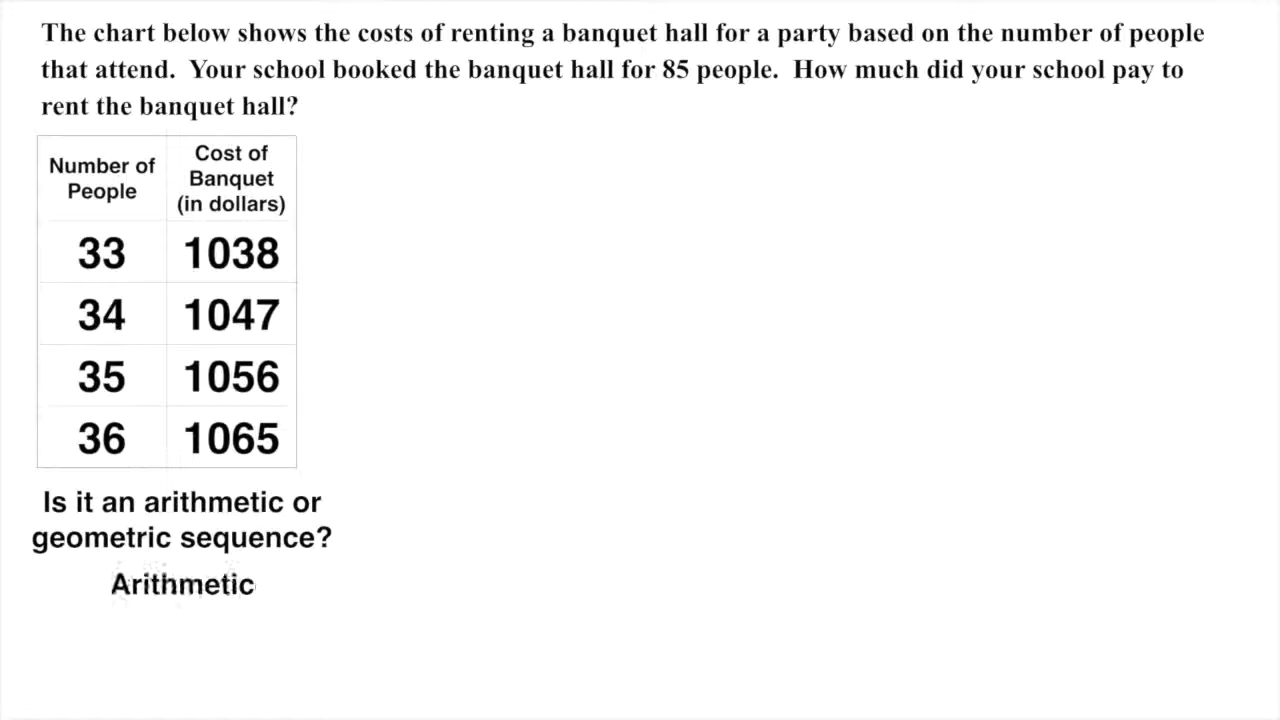 The chart below shows the costs of renting a banquet hall for a party based on the number of people
that attend.  Your school booked the banquet hall for 85 people.  How much did your school pay to
rent the banquet hall?
Number of People | Cost of Banquet (in dollars)
33 1038
34 1047
35 1056
36 1065
Is it an arithmetic or
geometric sequence?
Arithmetic